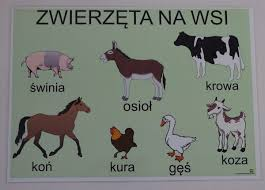 ZWIERZĘTA NA WSI
świnia
osioł
krowa
koń
kura
gęś
koza